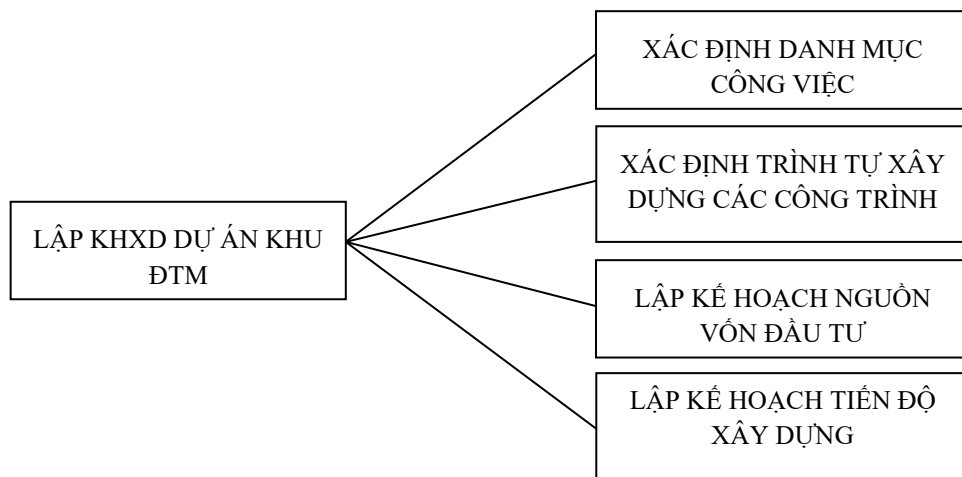 XÁC ĐỊNH DANH MỤC
CÔNG VIỆC
XÁC ĐỊNH TRÌNH TỰ XÂY
DỰNG CÁC CÔNG TRÌNH
LẬP KHXD DỰ ÁN KHU
ĐTM
LẬP KẾ HOẠCH NGUỒN
VỐN ĐẦU TƯ
LẬP KẾ HOẠCH TIẾN ĐỘ
XÂY DỰNG